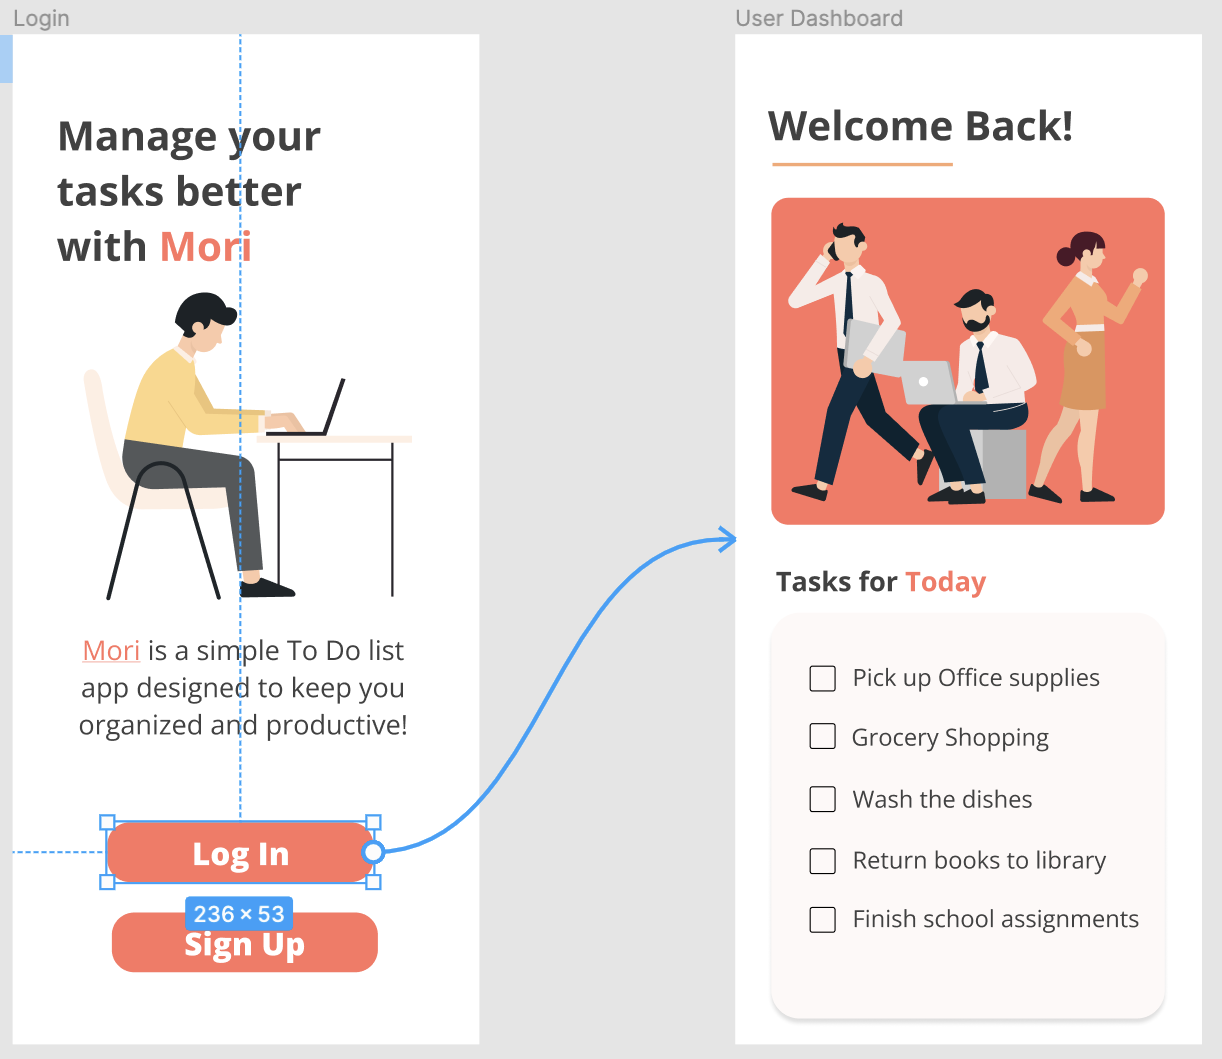 Login
Manage your
tasks better
with Mori
Mori is a simple To Do list
app designed to keep you
organized and productive!
Log In
236 × 53
Sign Up
User Dashboard
Welcome Back!
Tasks for Today
Pick up Office supplies
Grocery Shopping
Wash the dishes
Return books to library
Finish school assignments